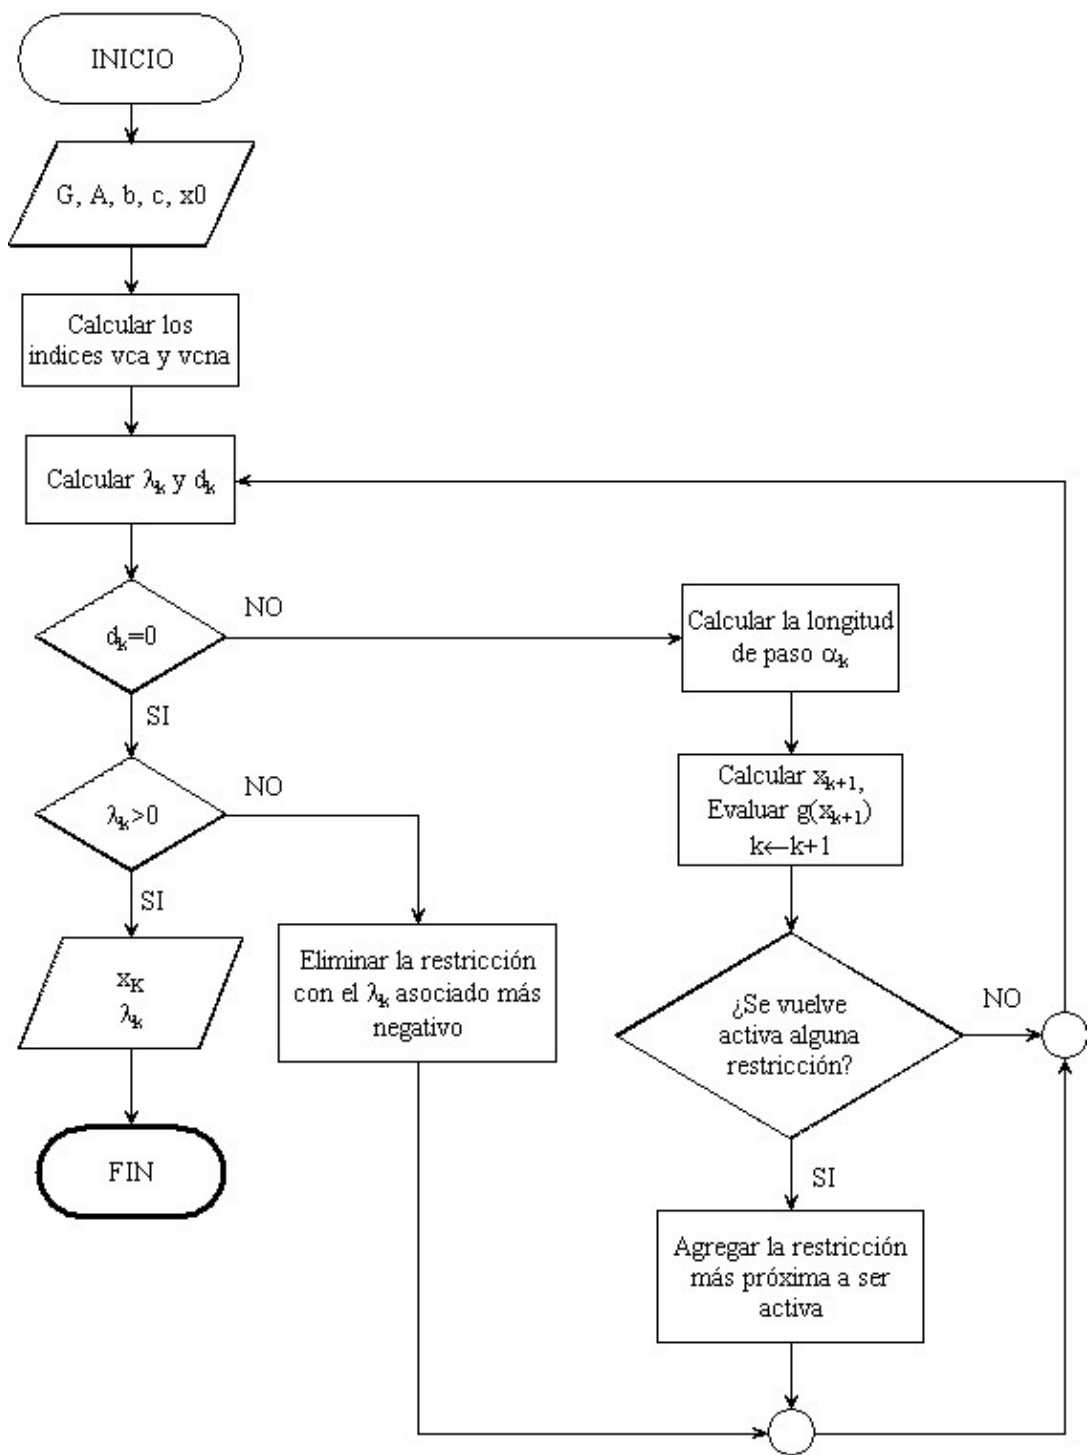 INICIO
G, A, b, c, x0
Calcular los
indices vca y vcna
Calcular λₖ y dₖ
dₖ=0
NO
SI
Calcular la longitud
de paso αₖ
λₖ>0
NO
SI
Calcular xₖ₊₁,
Evaluar g(xₖ₊₁)
k←k+1
xK
λₖ
Eliminar la restricción
con el λₖ asociado más
negativo
¿Se vuelve
activa alguna
restricción?
NO
SI
FIN
Agregar la restricción
más próxima a ser
activa